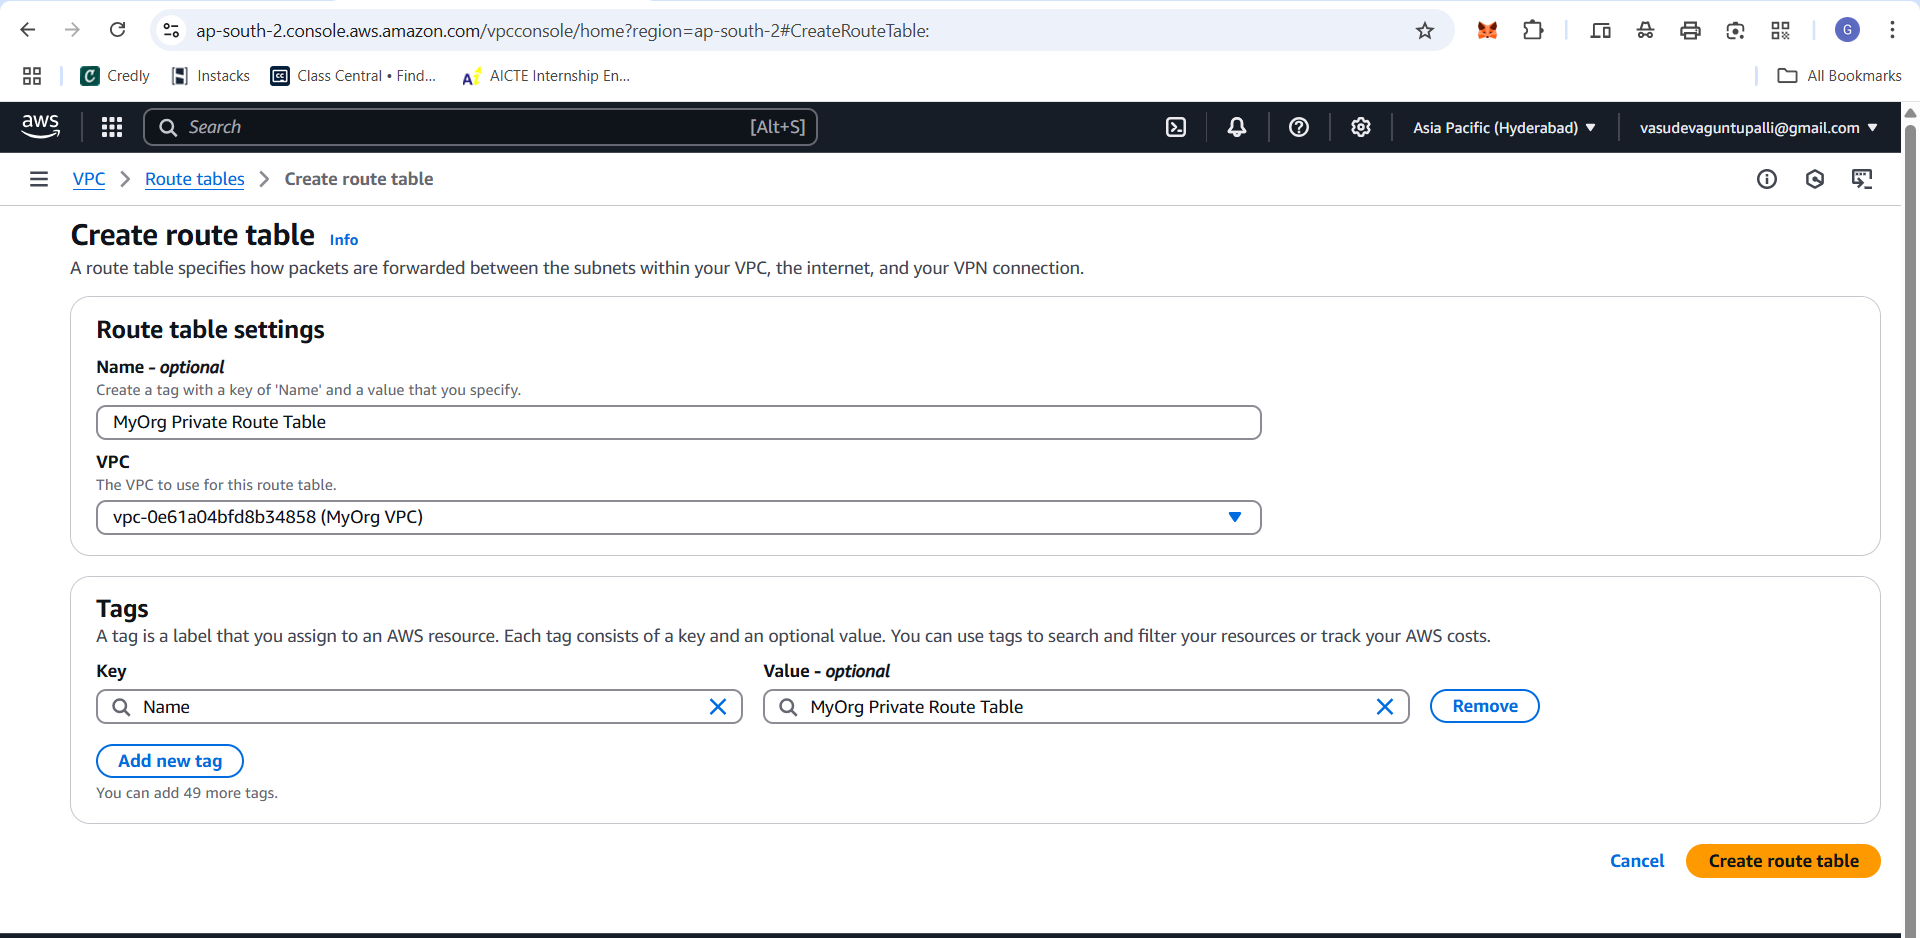 ap-south-2.console.aws.amazon.com/vpcconsole/home?region=ap-south-2#CreateRouteTable:
G
Credly
Instacks
Class Central • Find...
AICTE Internship En...
All Bookmarks
aws
Search
[Alt+S]
Asia Pacific (Hyderabad)
vasudevaguntupalli@gmail.com
VPC
Route tables
Create route table
Create route table Info
A route table specifies how packets are forwarded between the subnets within your VPC, the internet, and your VPN connection.
Route table settings
Name - optional
Create a tag with a key of 'Name' and a value that you specify.
MyOrg Private Route Table
VPC
The VPC to use for this route table.
vpc-0e61a04bfd8b34858 (MyOrg VPC)
Tags
A tag is a label that you assign to an AWS resource. Each tag consists of a key and an optional value. You can use tags to search and filter your resources or track your AWS costs.
Key
Value - optional
Name
MyOrg Private Route Table
Remove
Add new tag
You can add 49 more tags.
Cancel
Create route table